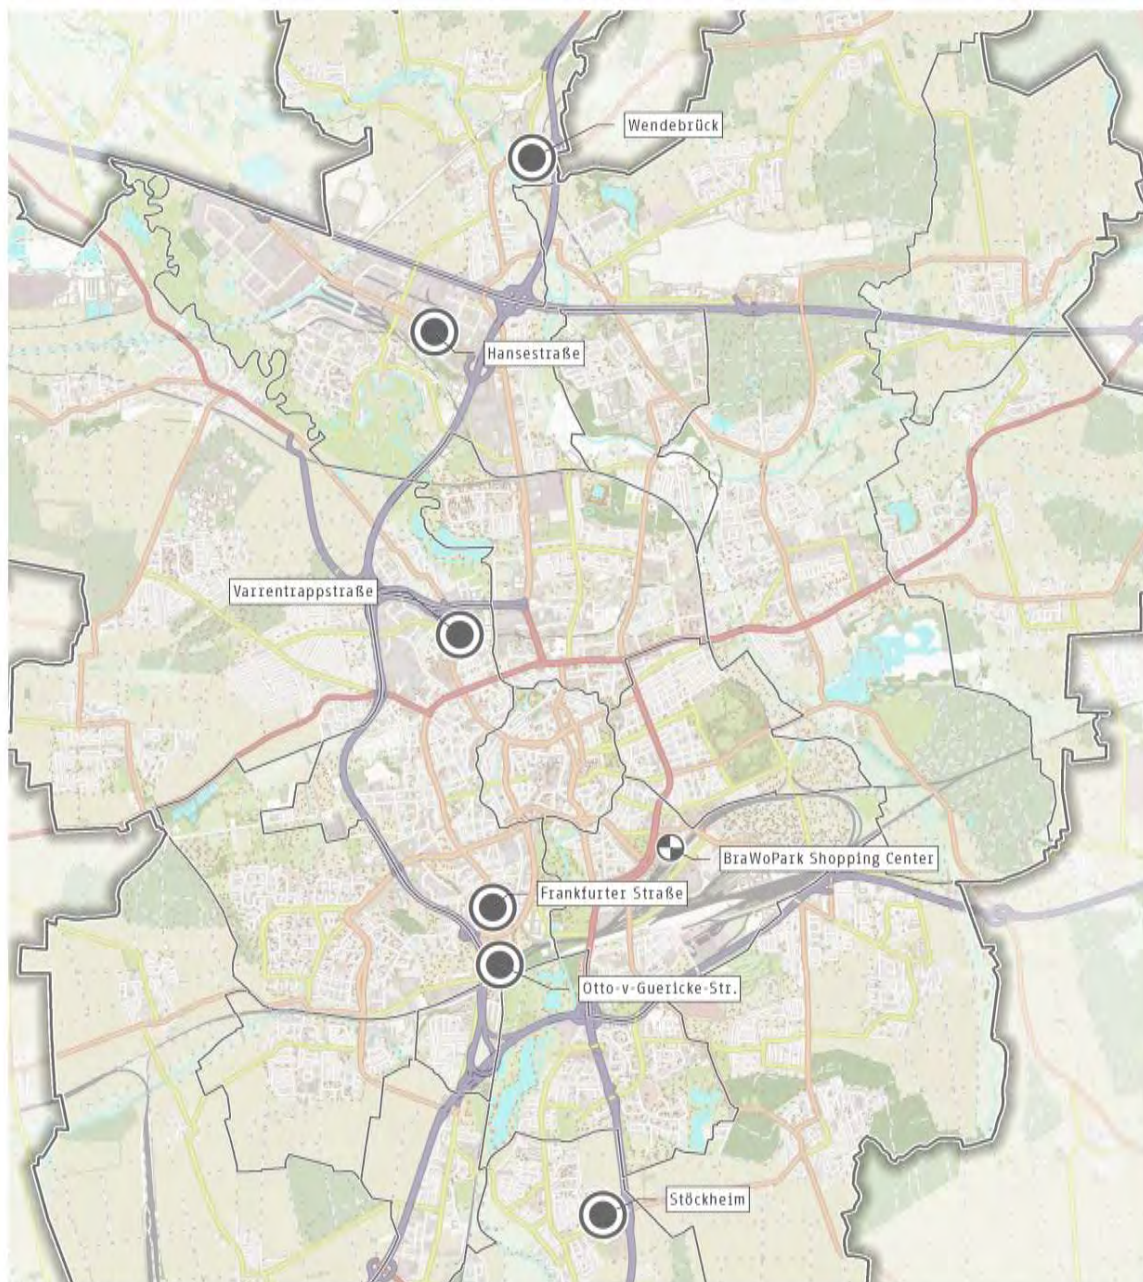 Wendebrück
Hansestraße
Varrentrappstraße
BraWoPark Shopping Center
Frankfurter Straße
Otto-v-Guericke-Str.
Stöckheim